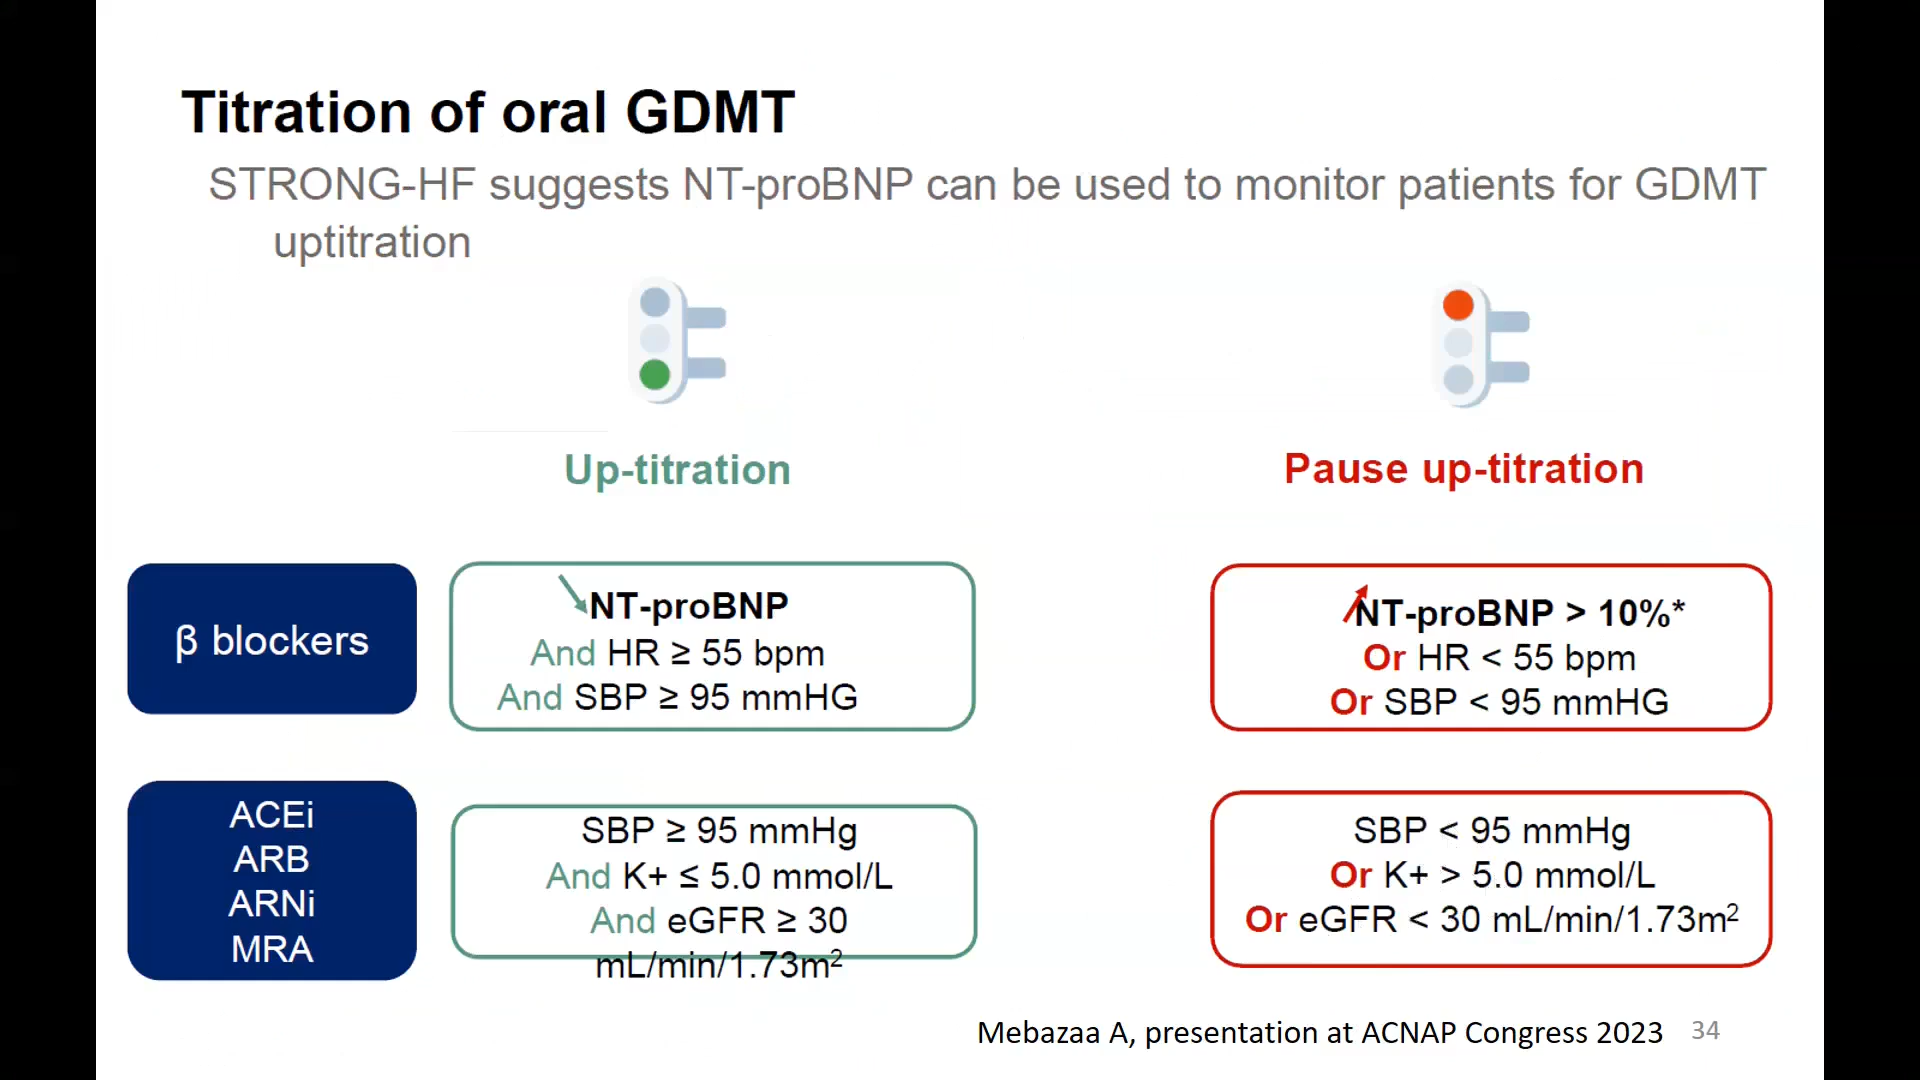 Titration of oral GDMT
STRONG-HF suggests NT-proBNP can be used to monitor patients for GDMT
uptitration
Up-titration
Pause up-titration
β blockers
NT-proBNP
And HR ≥ 55 bpm
And SBP ≥ 95 mmHG
NT-proBNP > 10%*
Or HR < 55 bpm
Or SBP < 95 mmHG
ACEi
ARB
ARNi
MRA
SBP ≥ 95 mmHg
And K+ ≤ 5.0 mmol/L
And eGFR ≥ 30
mL/min/1.73m²
SBP < 95 mmHg
Or K+ > 5.0 mmol/L
Or eGFR < 30 mL/min/1.73m²
Mebazaa A, presentation at ACNAP Congress 2023 34